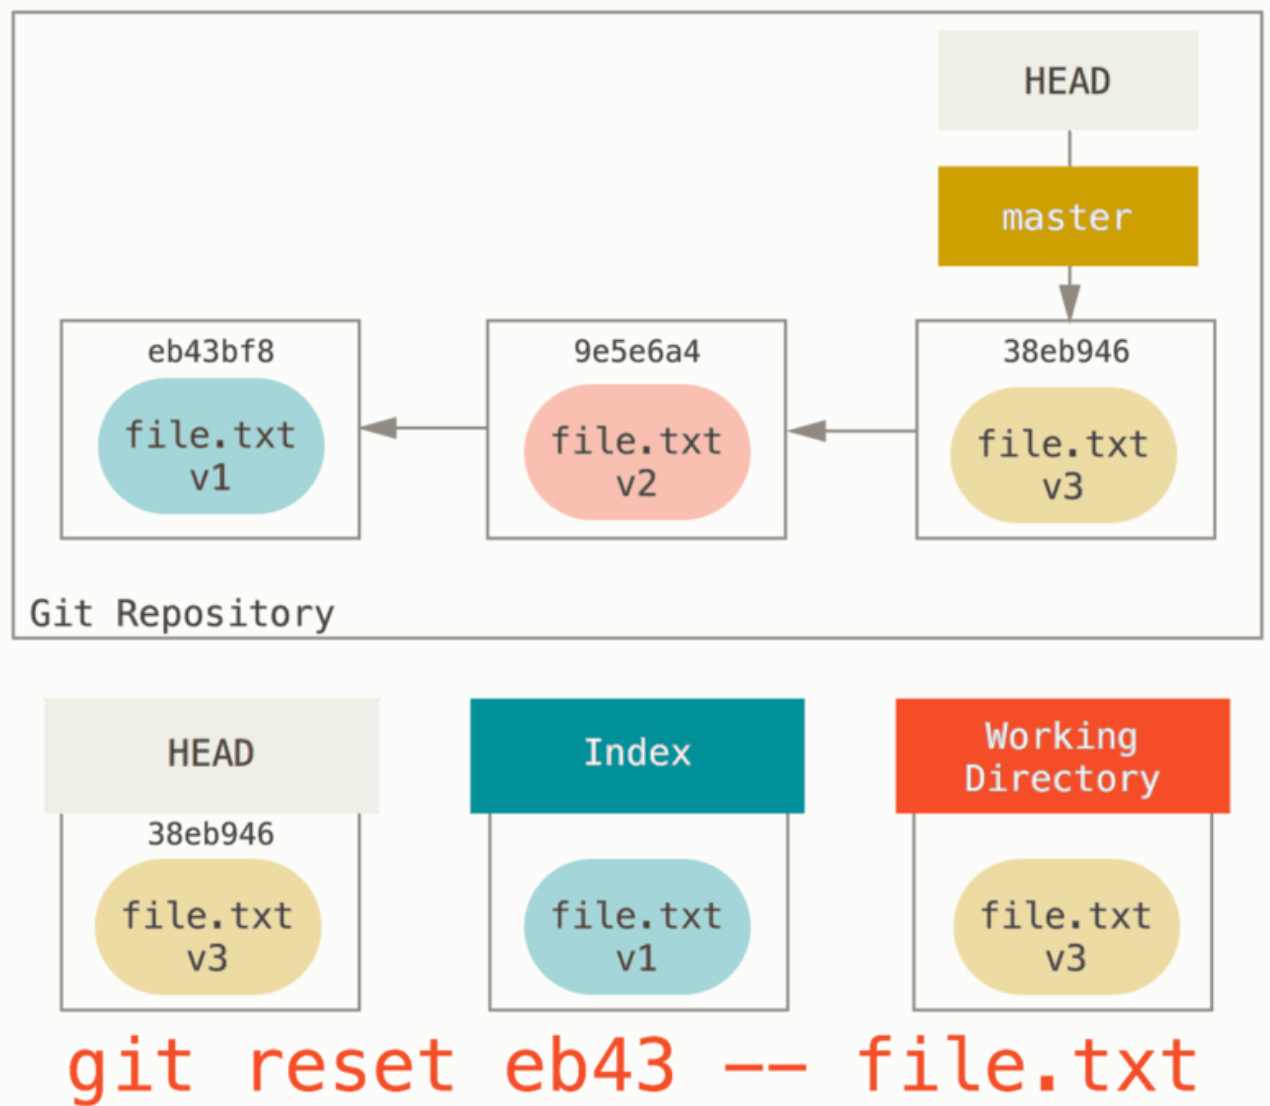 HEAD
master
eb43bf8
file.txt
v1
9e5e6a4
file.txt
v2
38eb946
file.txt
v3
Git Repository
HEAD
38eb946
file.txt
v3
Index
file.txt
v1
Working
Directory
file.txt
v3
git reset eb43 -- file.txt